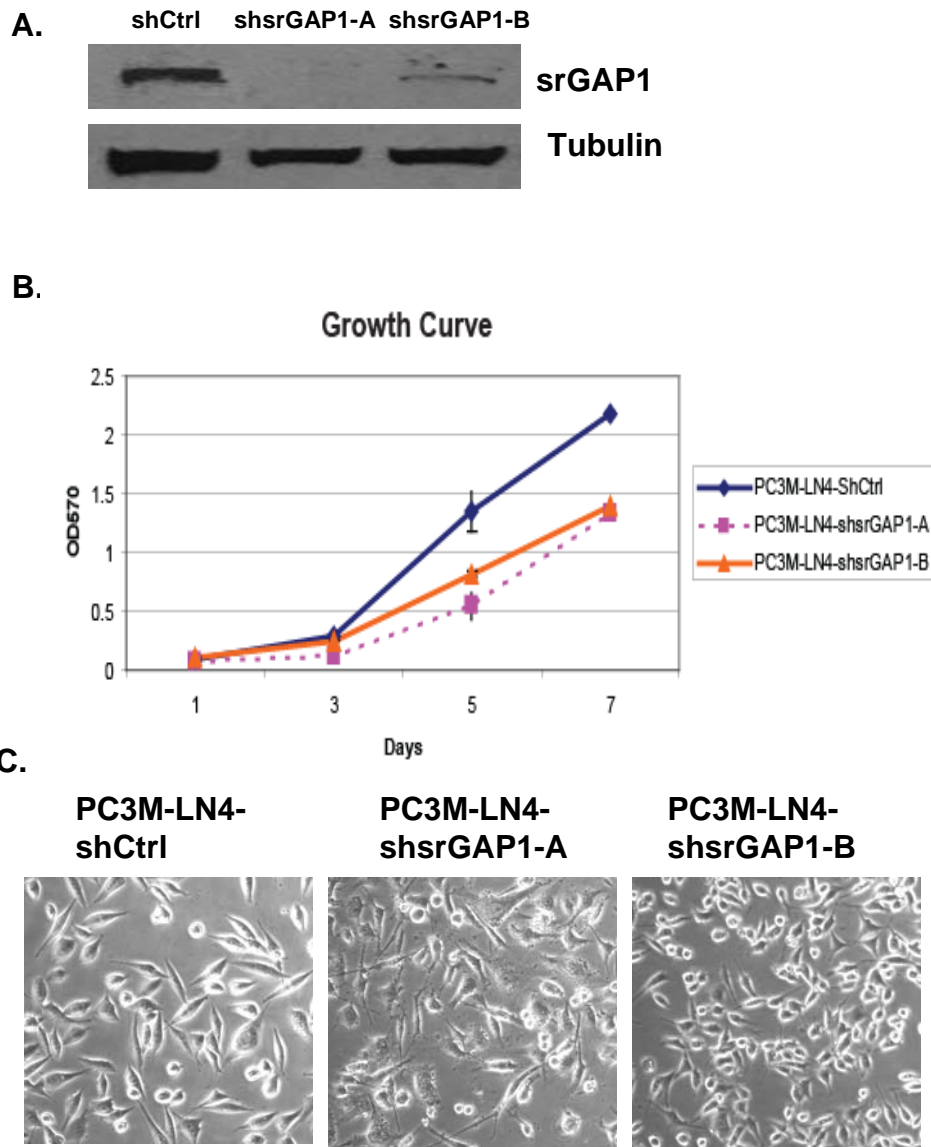 A.
shCtrl shsrGAP1-A shsrGAP1-B
srGAP1
Tubulin
B.
Growth Curve
2.5
2
1.5
1
0.5
0
OD570
1 3 5 7
Days
PC3M-LN4-ShCtrl
PC3M-LN4-shsrGAP1-A
PC3M-LN4-shsrGAP1-B
C.
PC3M-LN4-
shCtrl
PC3M-LN4-
shsrGAP1-A
PC3M-LN4-
shsrGAP1-B